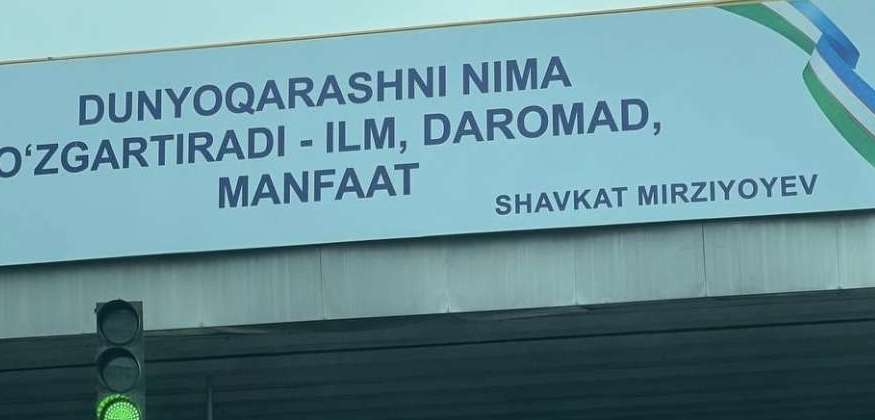 DUNYOQARASHNI NIMA
O‘ZGARTIRADI - ILM, DAROMAD,
MANFAAT
SHAVKAT MIRZIYOYEV